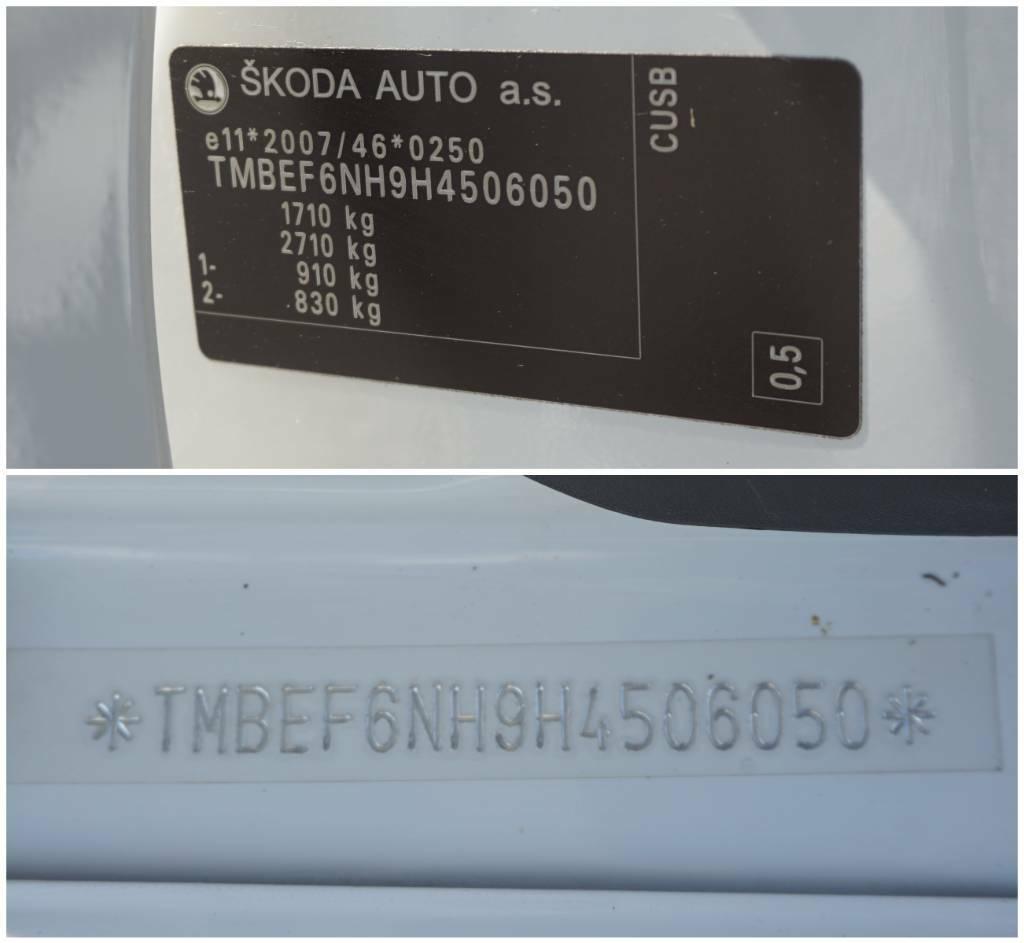 ŠKODA AUTO a.s.
e11*2007/46*0250
TMBEF6NH9H4506050
1710 kg
2710 kg
1- 910 kg
2- 830 kg
CUSB
0,5
*TMBEF6NH9H4506050*